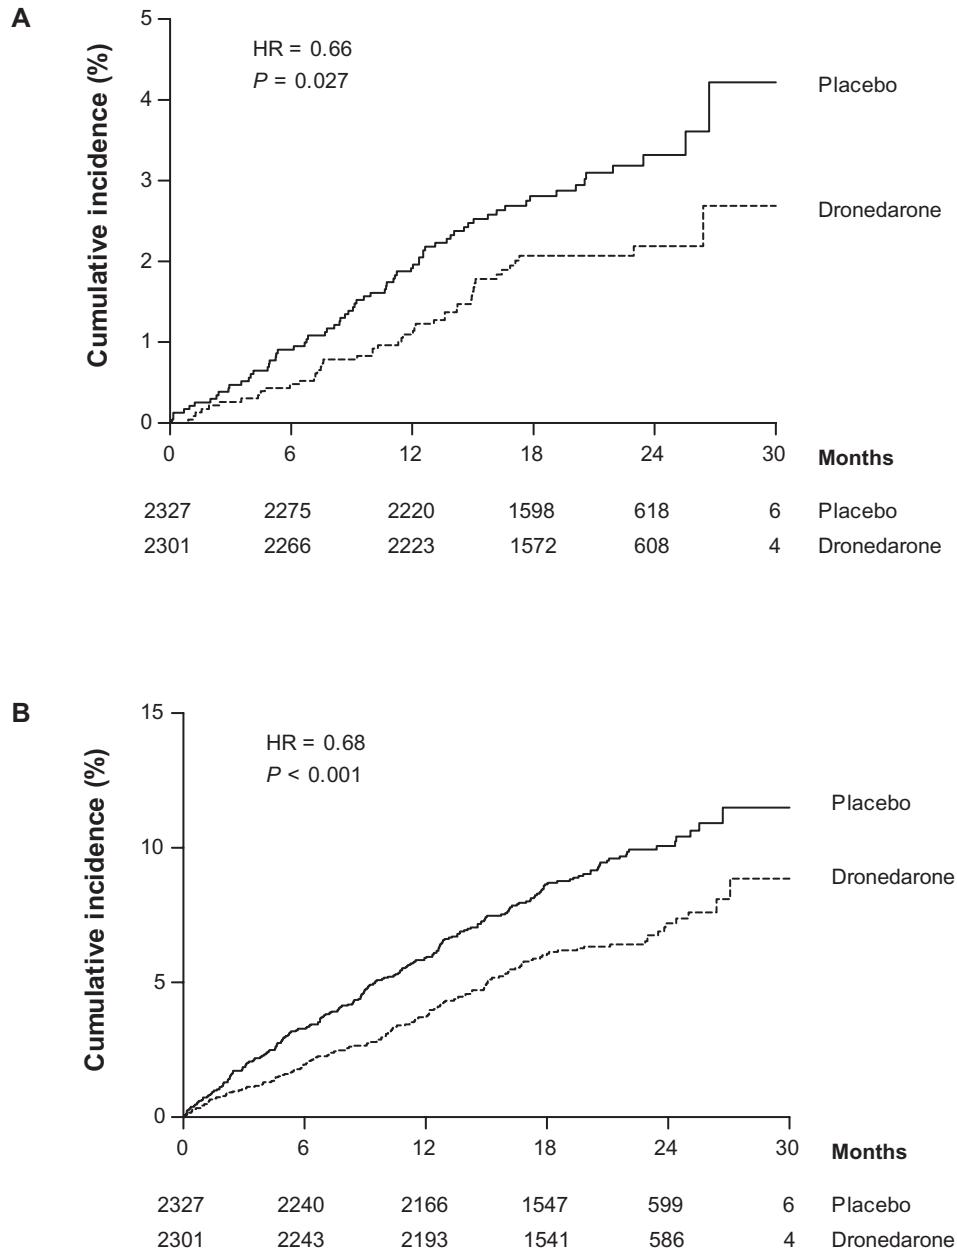 A
Cumulative incidence (%)
5
4
3
2
1
0
HR = 0.66
P = 0.027
Placebo
Dronedarone
0 6 12 18 24 30 Months
2327 2275 2220 1598 618 6 Placebo
2301 2266 2223 1572 608 4 Dronedarone
B
Cumulative incidence (%)
15
10
5
0
HR = 0.68
P < 0.001
Placebo
Dronedarone
0 6 12 18 24 30 Months
2327 2240 2166 1547 599 6 Placebo
2301 2243 2193 1541 586 4 Dronedarone